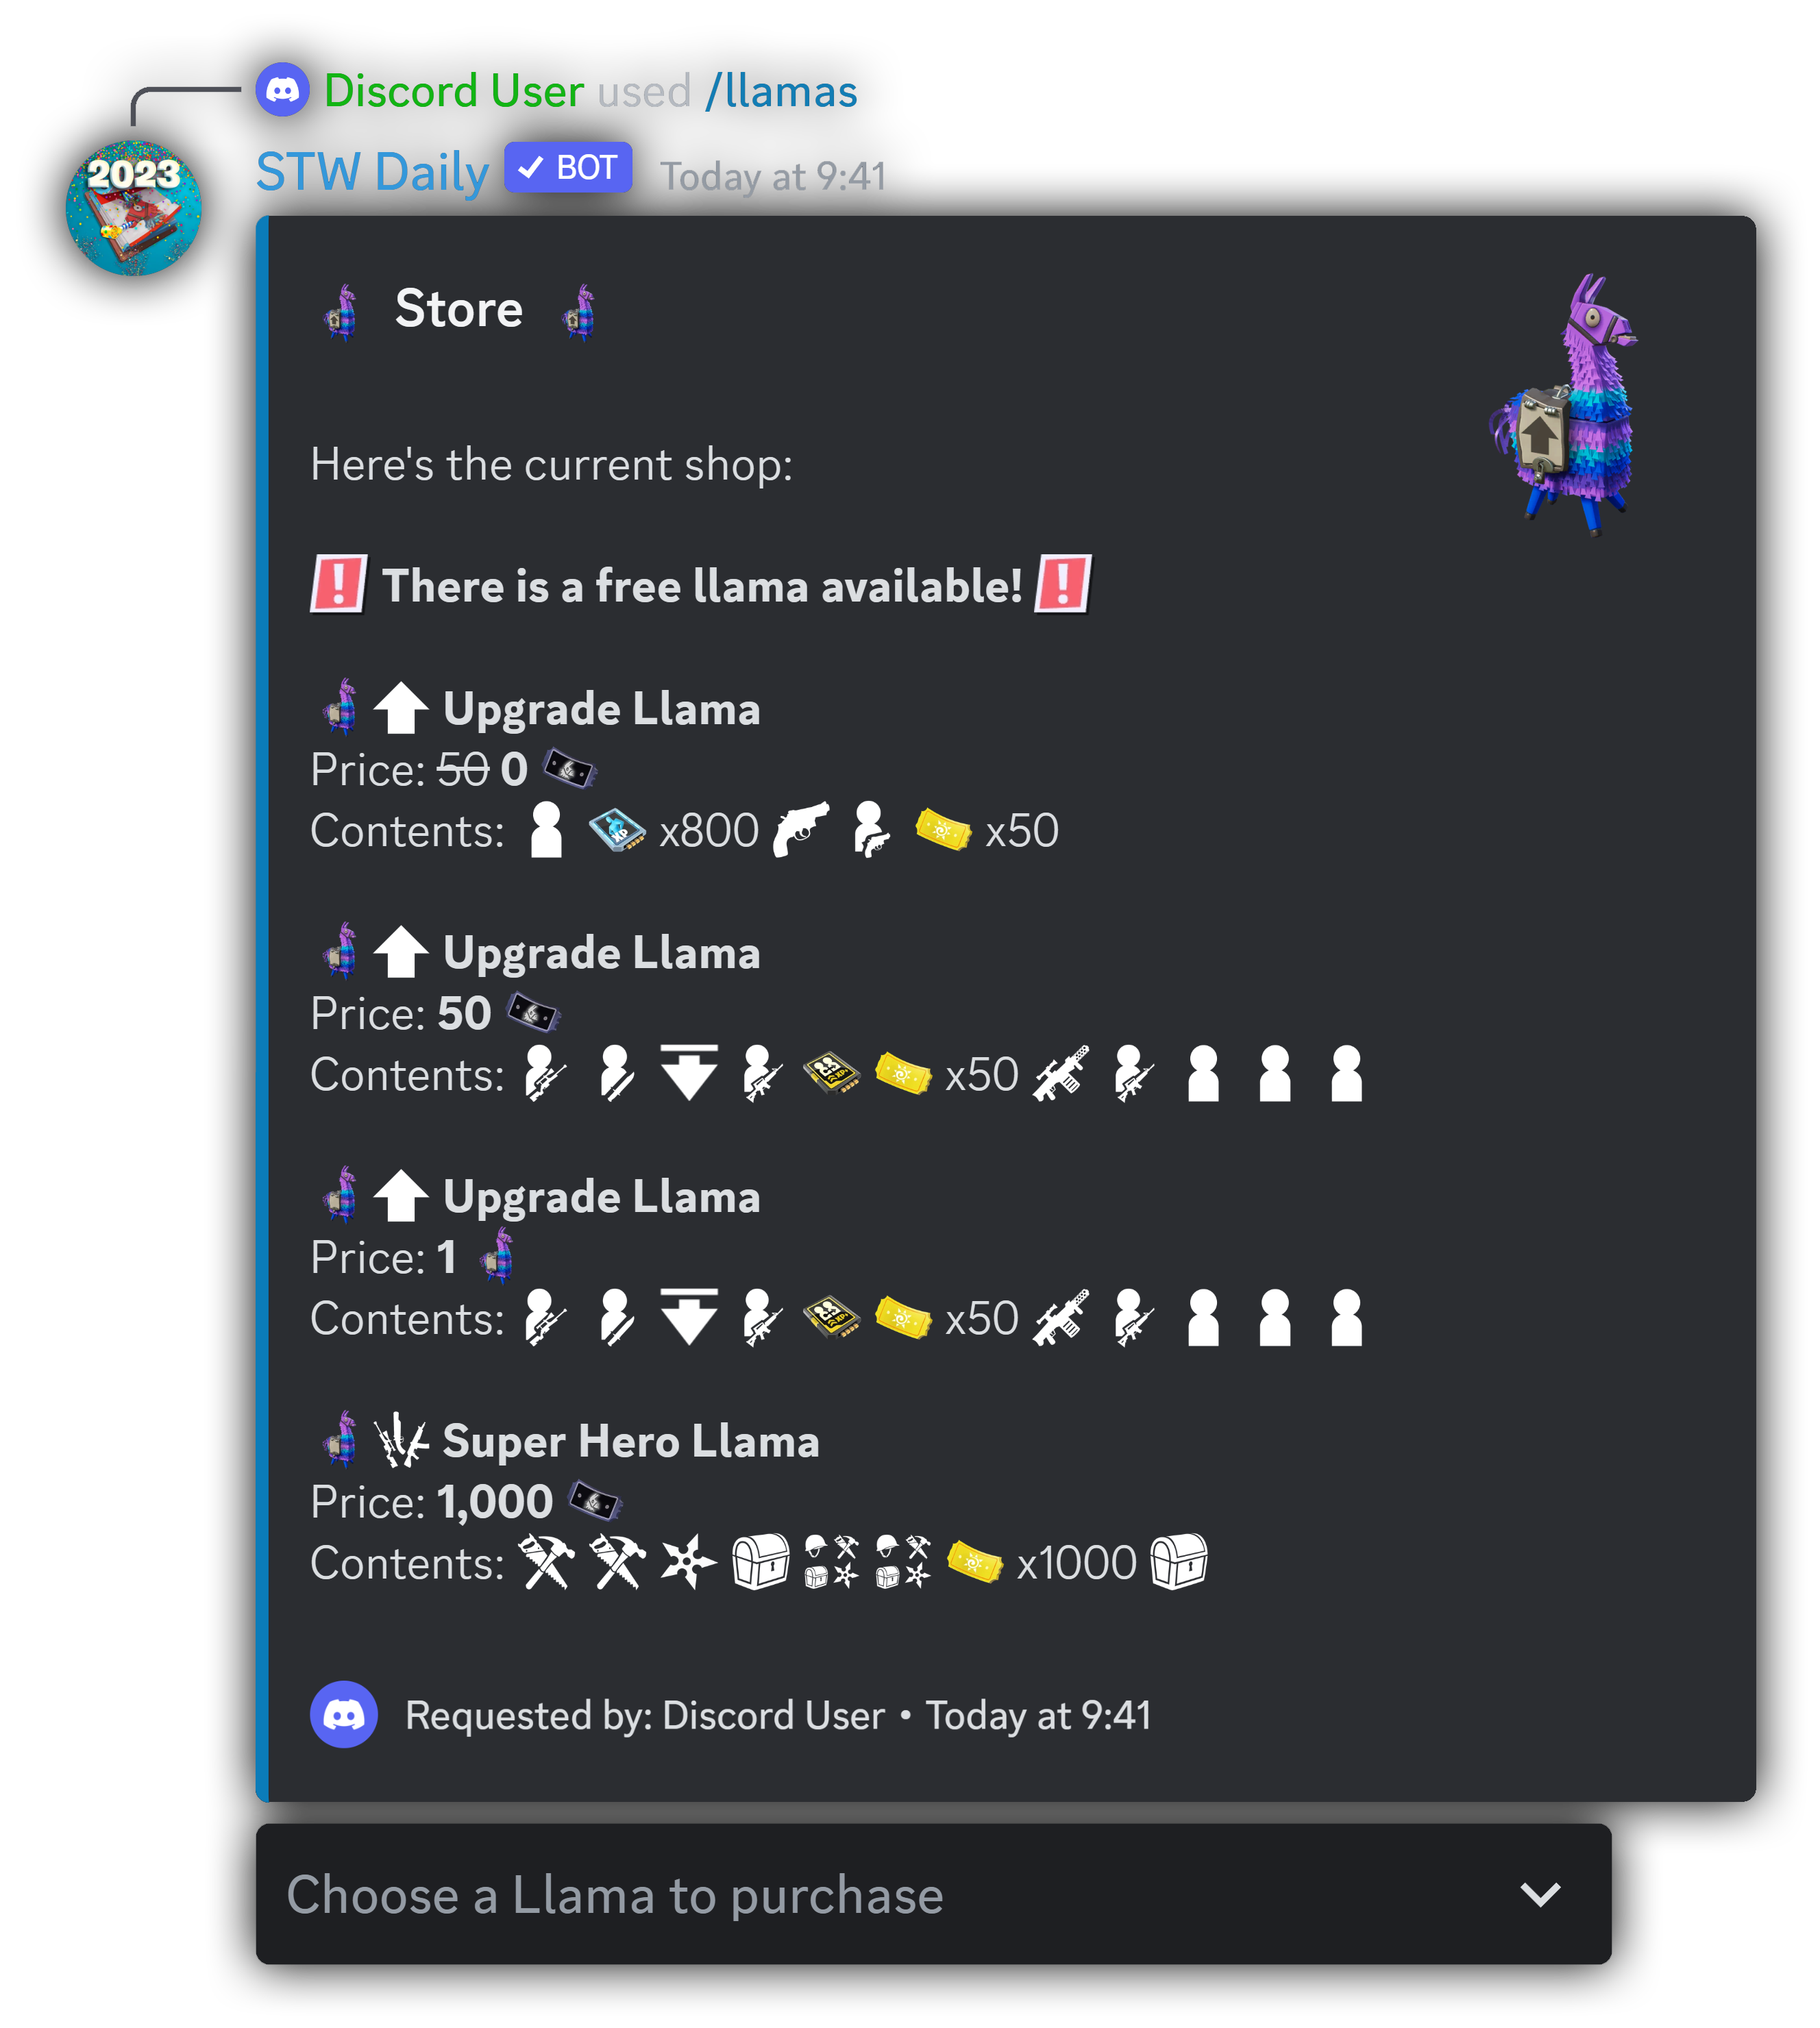 Discord User used /llamas
2023
STW Daily BOT Today at 9:41
Store
Here's the current shop:
There is a free llama available!
Upgrade Llama
Price: 50 0
Contents: XP x800 x50
Upgrade Llama
Price: 50
Contents: XP+ x50
Upgrade Llama
Price: 1
Contents: XP+ x50
Super Hero Llama
Price: 1,000
Contents: x1000
Requested by: Discord User • Today at 9:41
Choose a Llama to purchase